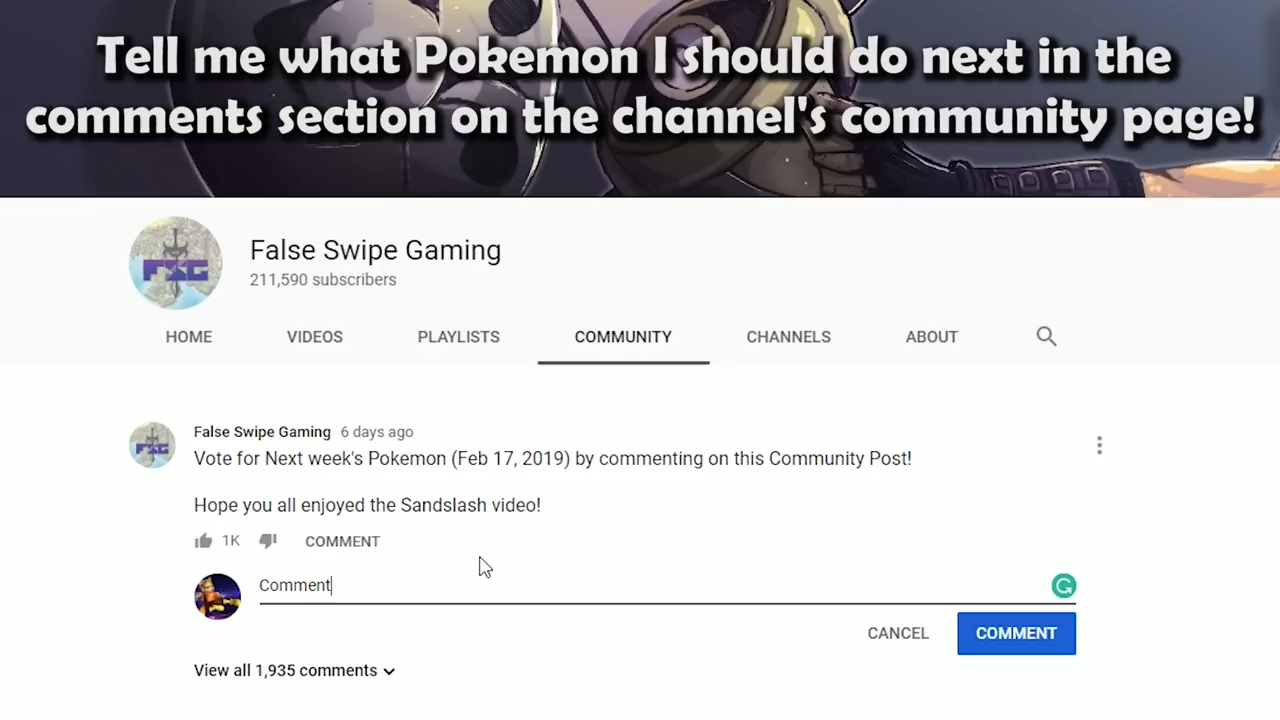 Tell me what Pokemon I should do next in the
comments section on the channel's community page!
FSG
False Swipe Gaming
211,590 subscribers
HOME VIDEOS PLAYLISTS COMMUNITY CHANNELS ABOUT
FSG
False Swipe Gaming 6 days ago
Vote for Next week's Pokemon (Feb 17, 2019) by commenting on this Community Post!
Hope you all enjoyed the Sandslash video!
1K COMMENT
Comment
CANCEL COMMENT
View all 1,935 comments